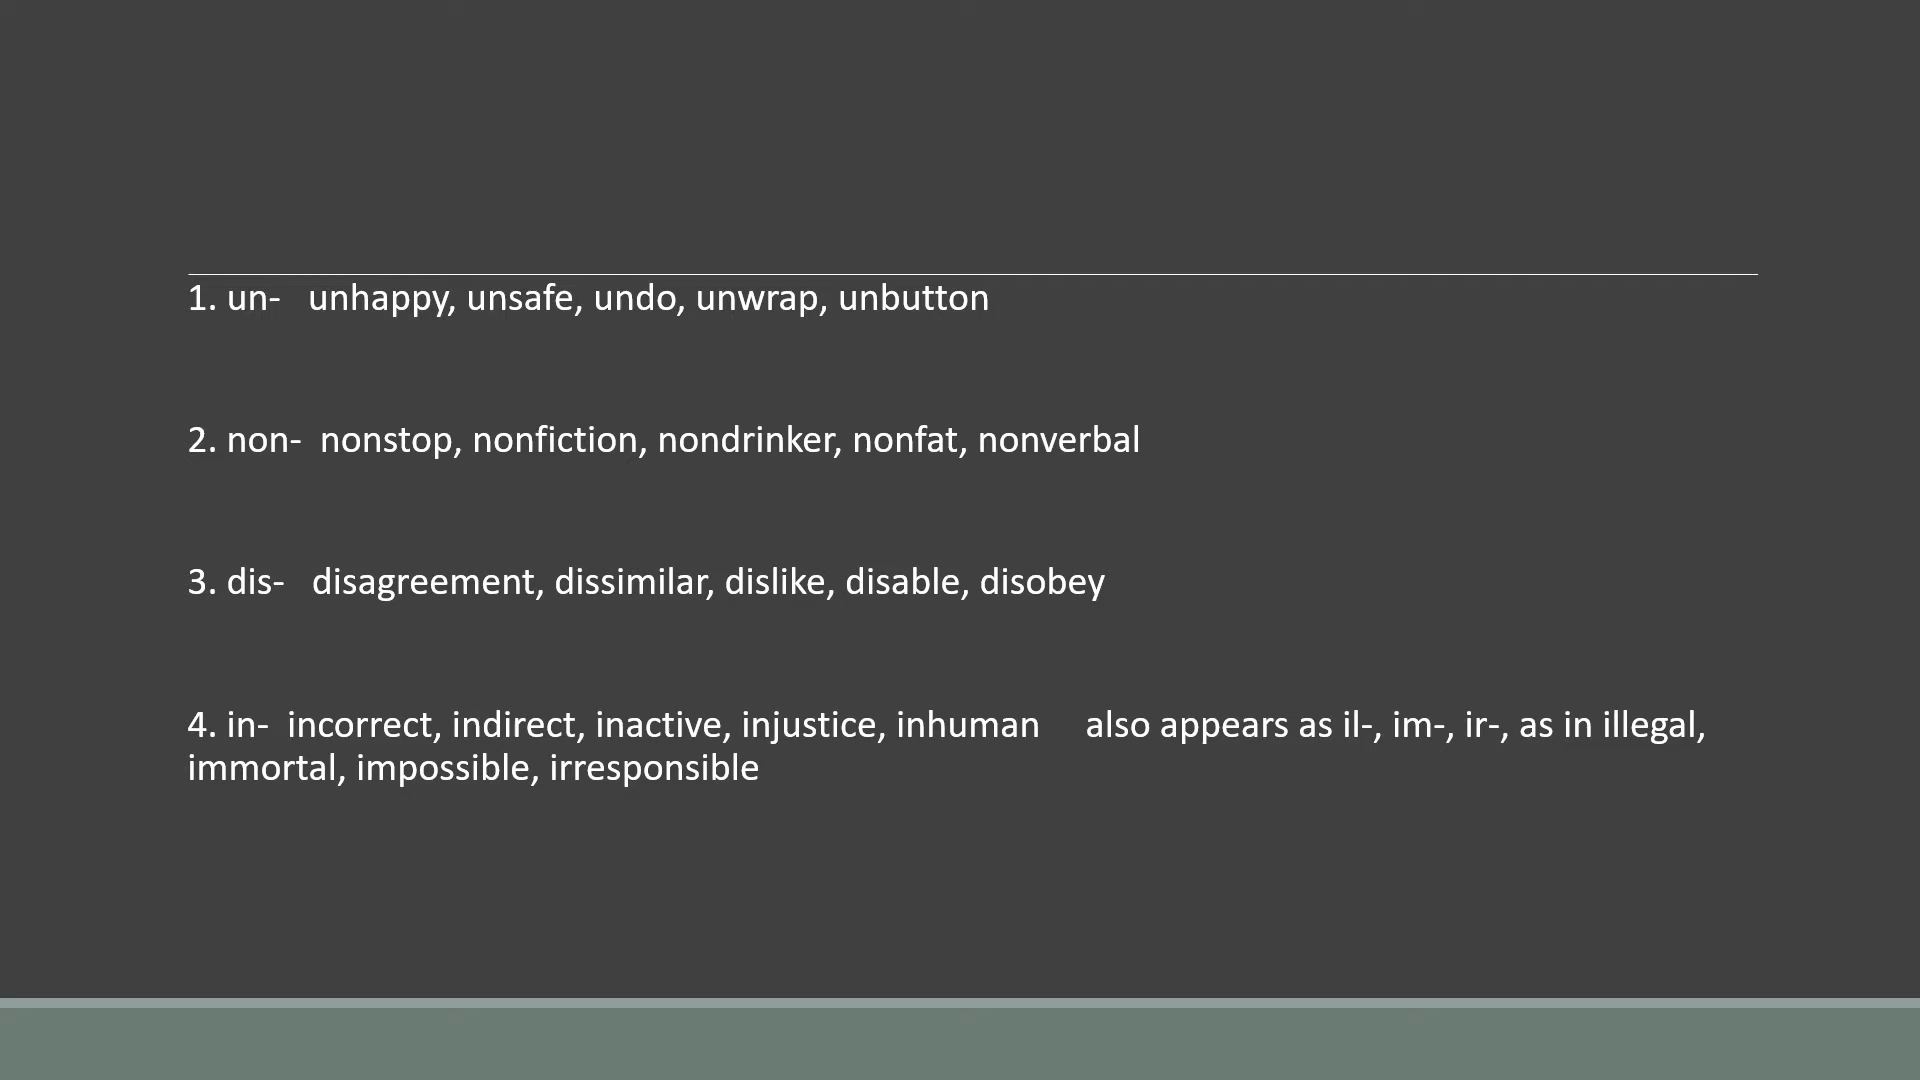 1. un-   unhappy, unsafe, undo, unwrap, unbutton
2. non-  nonstop, nonfiction, nondrinker, nonfat, nonverbal
3. dis-   disagreement, dissimilar, dislike, disable, disobey
4. in-  incorrect, indirect, inactive, injustice, inhuman     also appears as il-, im-, ir-, as in illegal,
immortal, impossible, irresponsible